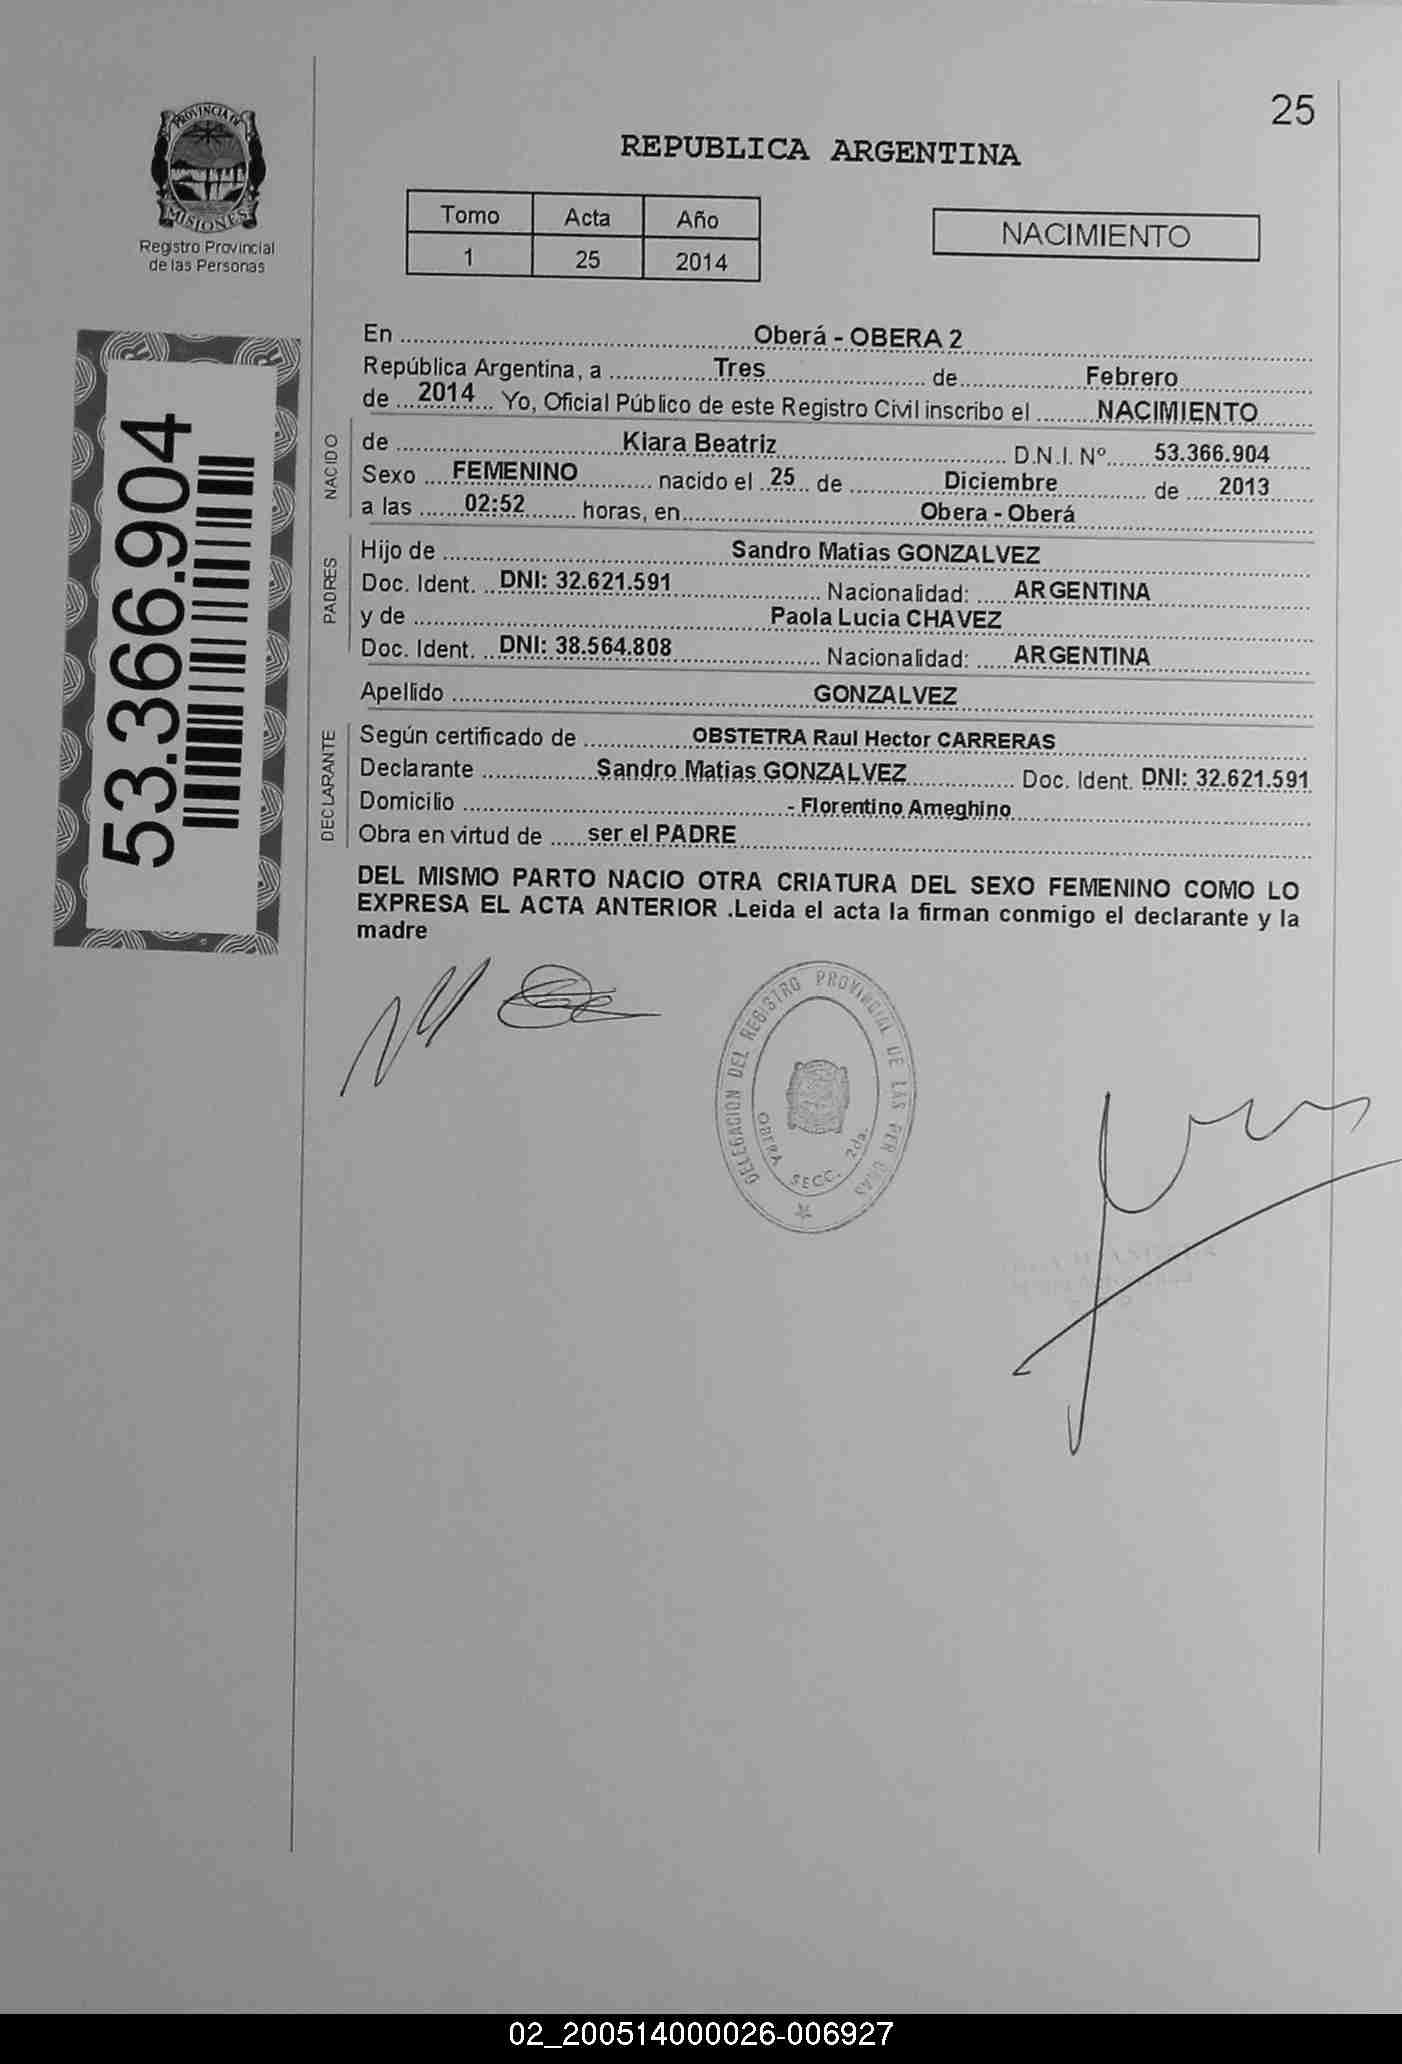 25
PROVINCIA DE
MISIONES
Registro Provincial
de las Personas
REPUBLICA ARGENTINA
Tomo Acta Año
1 25 2014
NACIMIENTO
53.366.904
En ........ Oberá - OBERA 2 ........
República Argentina, a ........ Tres ........ de ........ Febrero
de ... 2014 ... Yo, Oficial Público de este Registro Civil inscribo el ........ NACIMIENTO ........
NACIDO
de ........ Kiara Beatriz ........ D.N.I. Nº ...... 53.366.904
Sexo .... FEMENINO ........ nacido el .. 25 ... de ........ Diciembre ........ de .... 2013
a las ...... 02:52 ....... horas, en ........ Obera - Oberá
PADRES
Hijo de ........ Sandro Matias GONZALVEZ
Doc. Ident. .. DNI: 32.621.591 ........ Nacionalidad: .... ARGENTINA
y de ........ Paola Lucia CHAVEZ
Doc. Ident. .. DNI: 38.564.808 ........ Nacionalidad: .... ARGENTINA
Apellido ........ GONZALVEZ
DECLARANTE
Según certificado de ........ OBSTETRA Raul Hector CARRERAS
Declarante ........ Sandro Matias GONZALVEZ ........ Doc. Ident. DNI: 32.621.591
Domicilio ........ - Florentino Ameghino ........
Obra en virtud de ..... ser el PADRE ........
DEL MISMO PARTO NACIO OTRA CRIATURA DEL SEXO FEMENINO COMO LO
EXPRESA EL ACTA ANTERIOR .Leida el acta la firman conmigo el declarante y la
madre
DELEGACION DEL REGISTRO PROVINCIAL DE LAS
OBERA SECC. 2da.
02_200514000026-006927